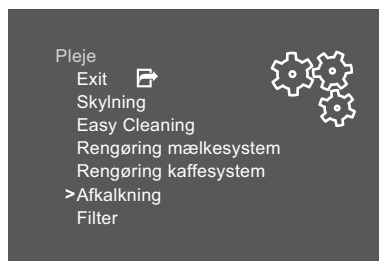 Pleje
Exit
Skylning
Easy Cleaning
Rengøring mælkesystem
Rengøring kaffesystem
>Afkalkning
Filter